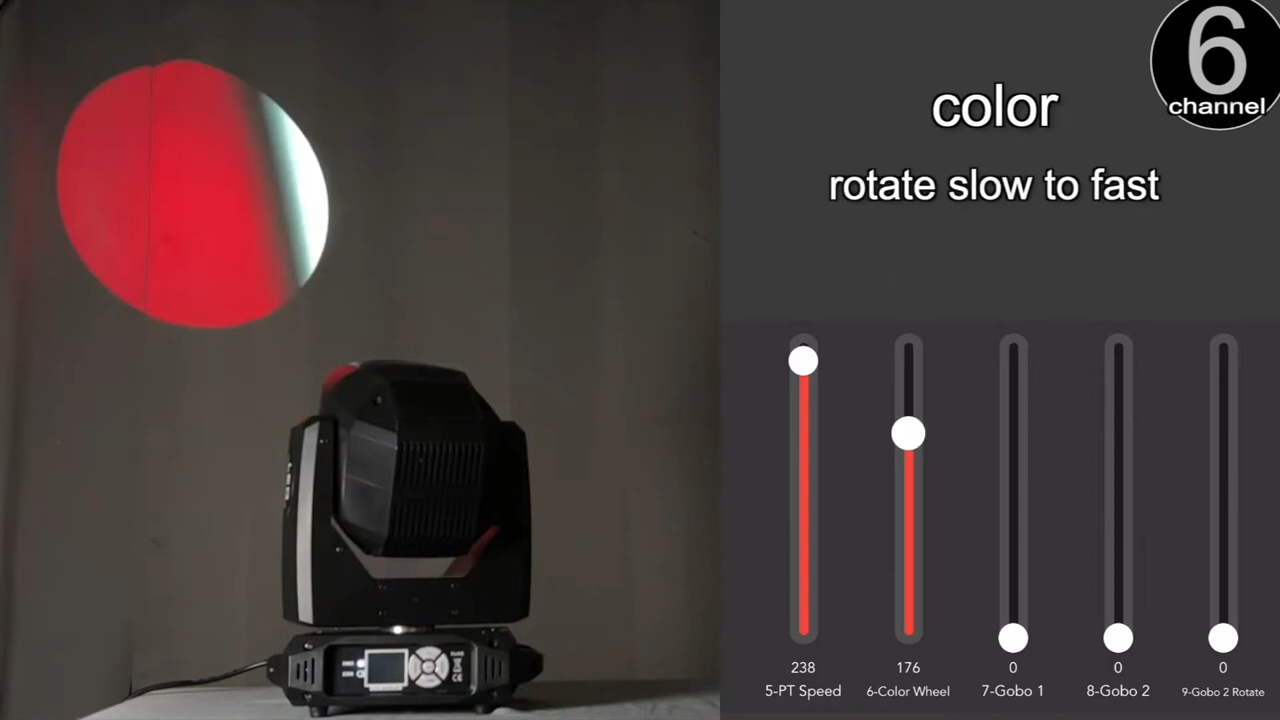 6
channel
color
rotate slow to fast
238
176
0
0
0
5-PT Speed
6-Color Wheel
7-Gobo 1
8-Gobo 2
9-Gobo 2 Rotate